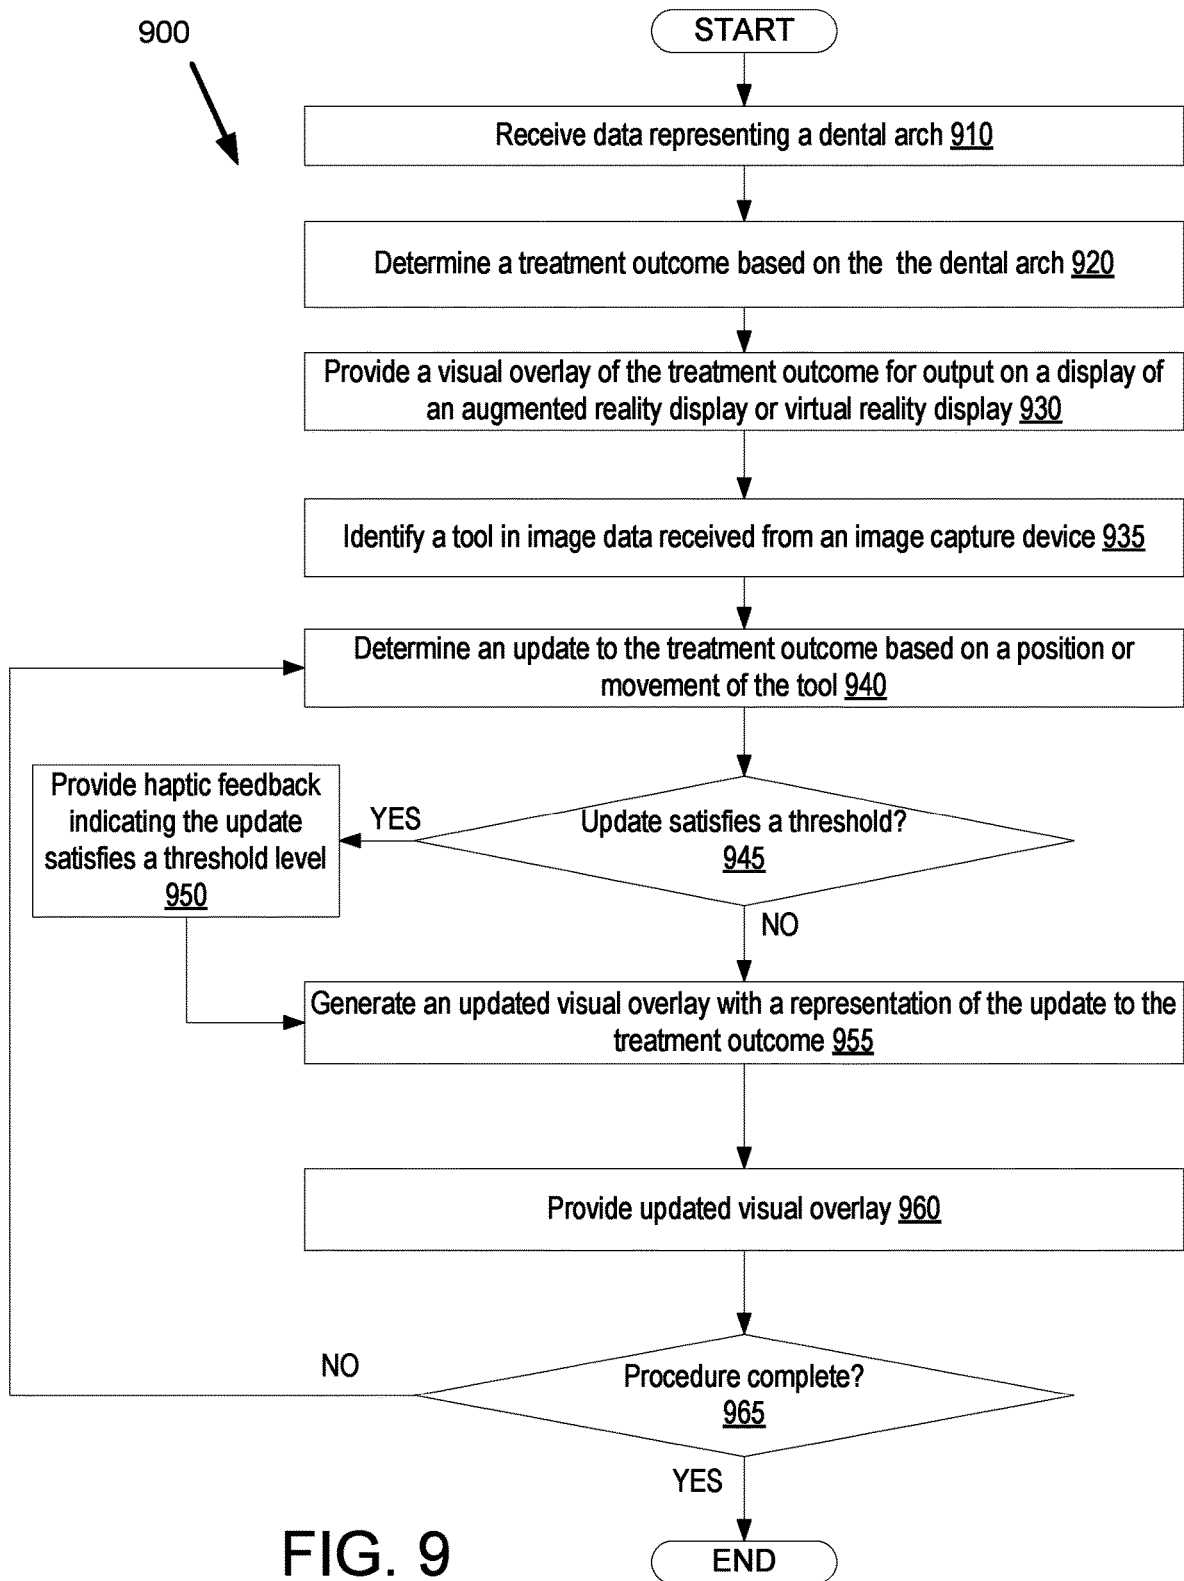 900
START
Receive data representing a dental arch 910
Determine a treatment outcome based on the the dental arch 920
Provide a visual overlay of the treatment outcome for output on a display of
an augmented reality display or virtual reality display 930
Identify a tool in image data received from an image capture device 935
Determine an update to the treatment outcome based on a position or
movement of the tool 940
Provide haptic feedback
indicating the update
satisfies a threshold level
950
YES
Update satisfies a threshold?
945
NO
Generate an updated visual overlay with a representation of the update to the
treatment outcome 955
Provide updated visual overlay 960
NO
Procedure complete?
965
YES
FIG. 9
END